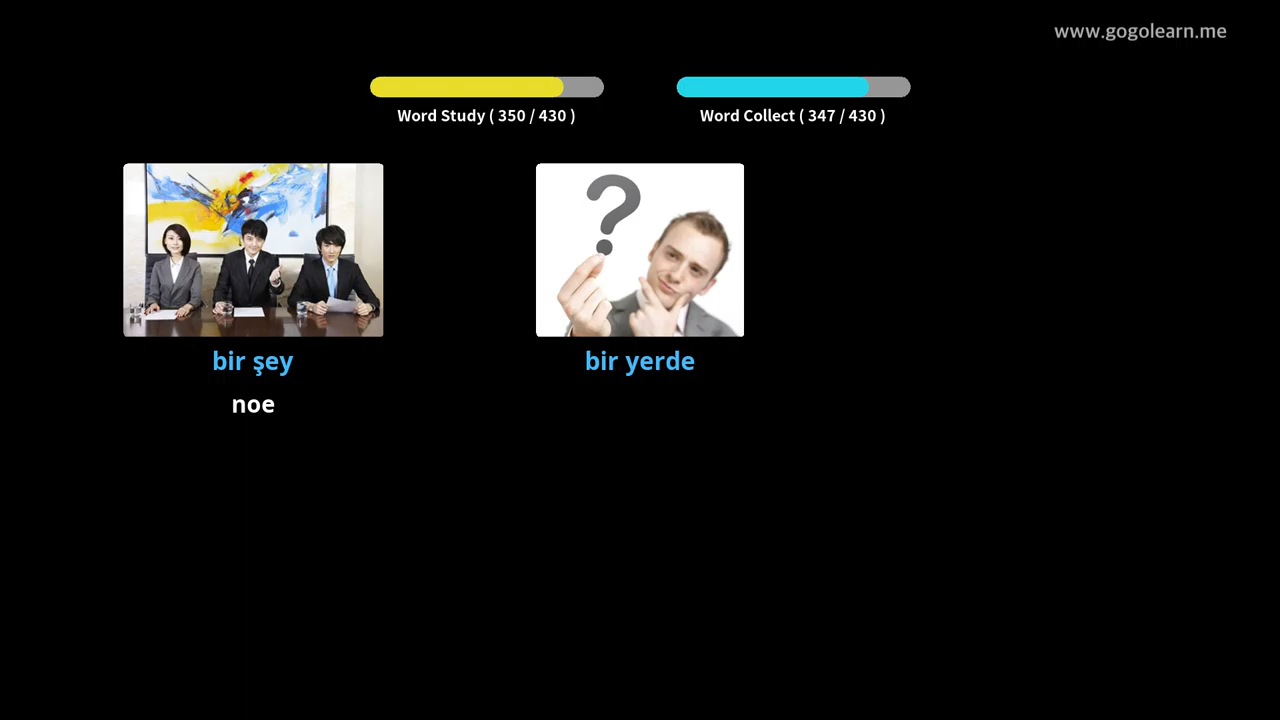 www.gogolearn.me
Word Study ( 350 / 430 )
Word Collect ( 347 / 430 )
bir şey
bir yerde
noe